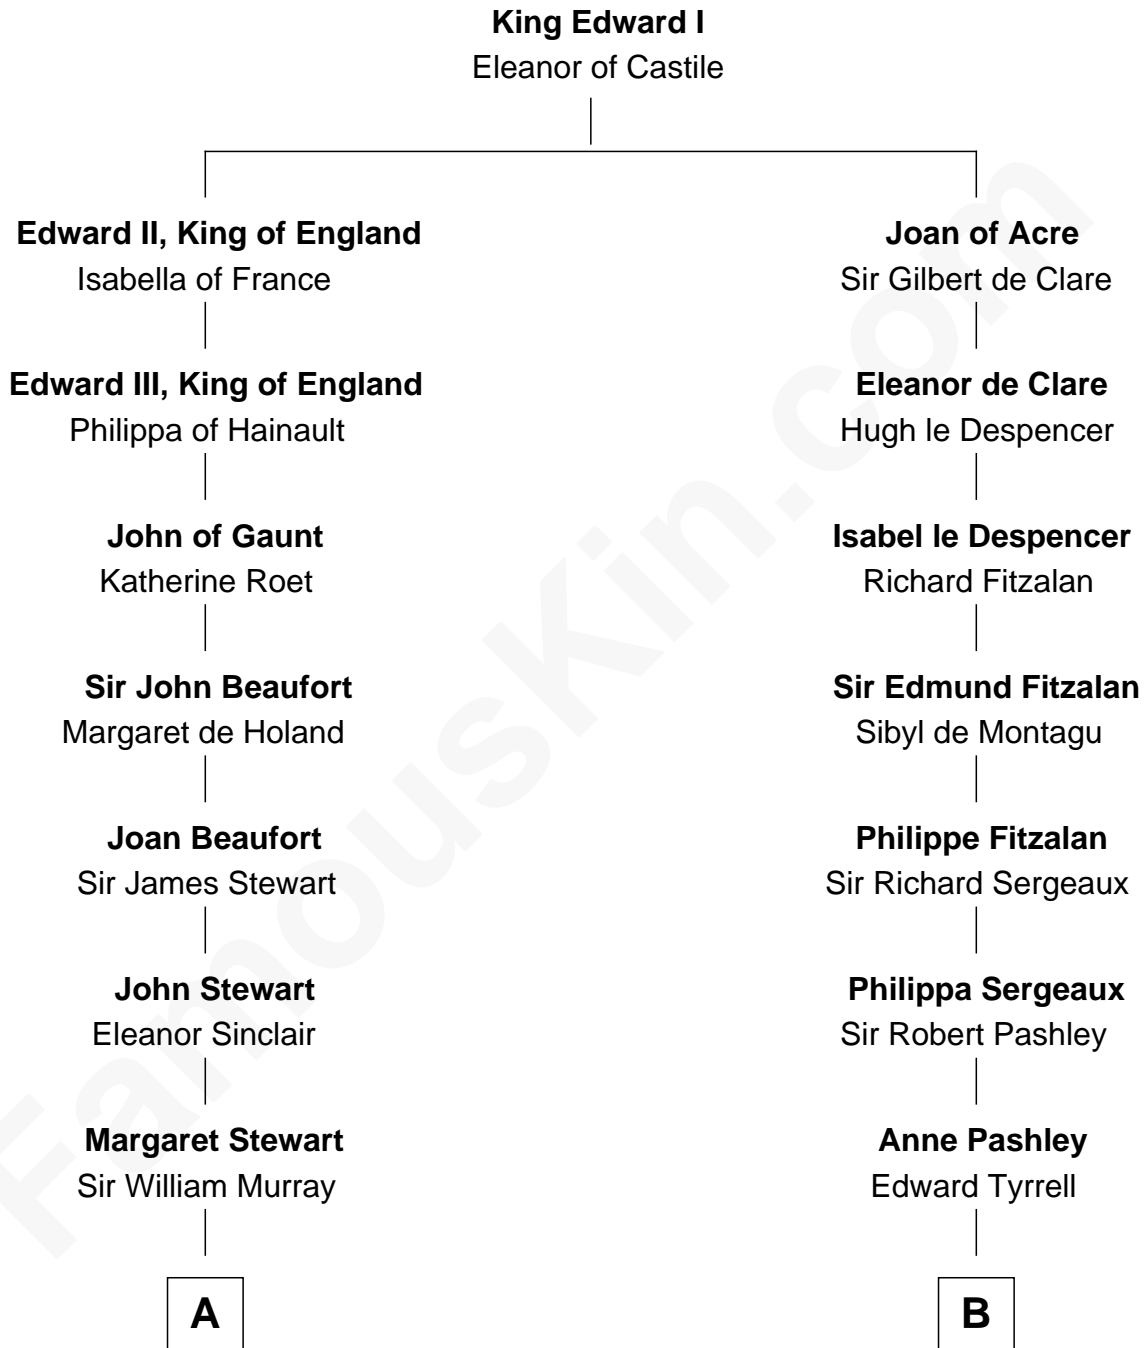 King Edward I
Eleanor of Castile
Edward II, King of England
Isabella of France
Edward III, King of England
Philippa of Hainault
John of Gaunt
Katherine Roet
Sir John Beaufort
Margaret de Holand
Joan Beaufort
Sir James Stewart
John Stewart
Eleanor Sinclair
Margaret Stewart
Sir William Murray
A
Joan of Acre
Sir Gilbert de Clare
Eleanor de Clare
Hugh le Despencer
Isabel le Despencer
Richard Fitzalan
Sir Edmund Fitzalan
Sibyl de Montagu
Philippe Fitzalan
Sir Richard Sergeaux
Philippa Sergeaux
Sir Robert Pashley
Anne Pashley
Edward Tyrrell
B
FamousKin.com